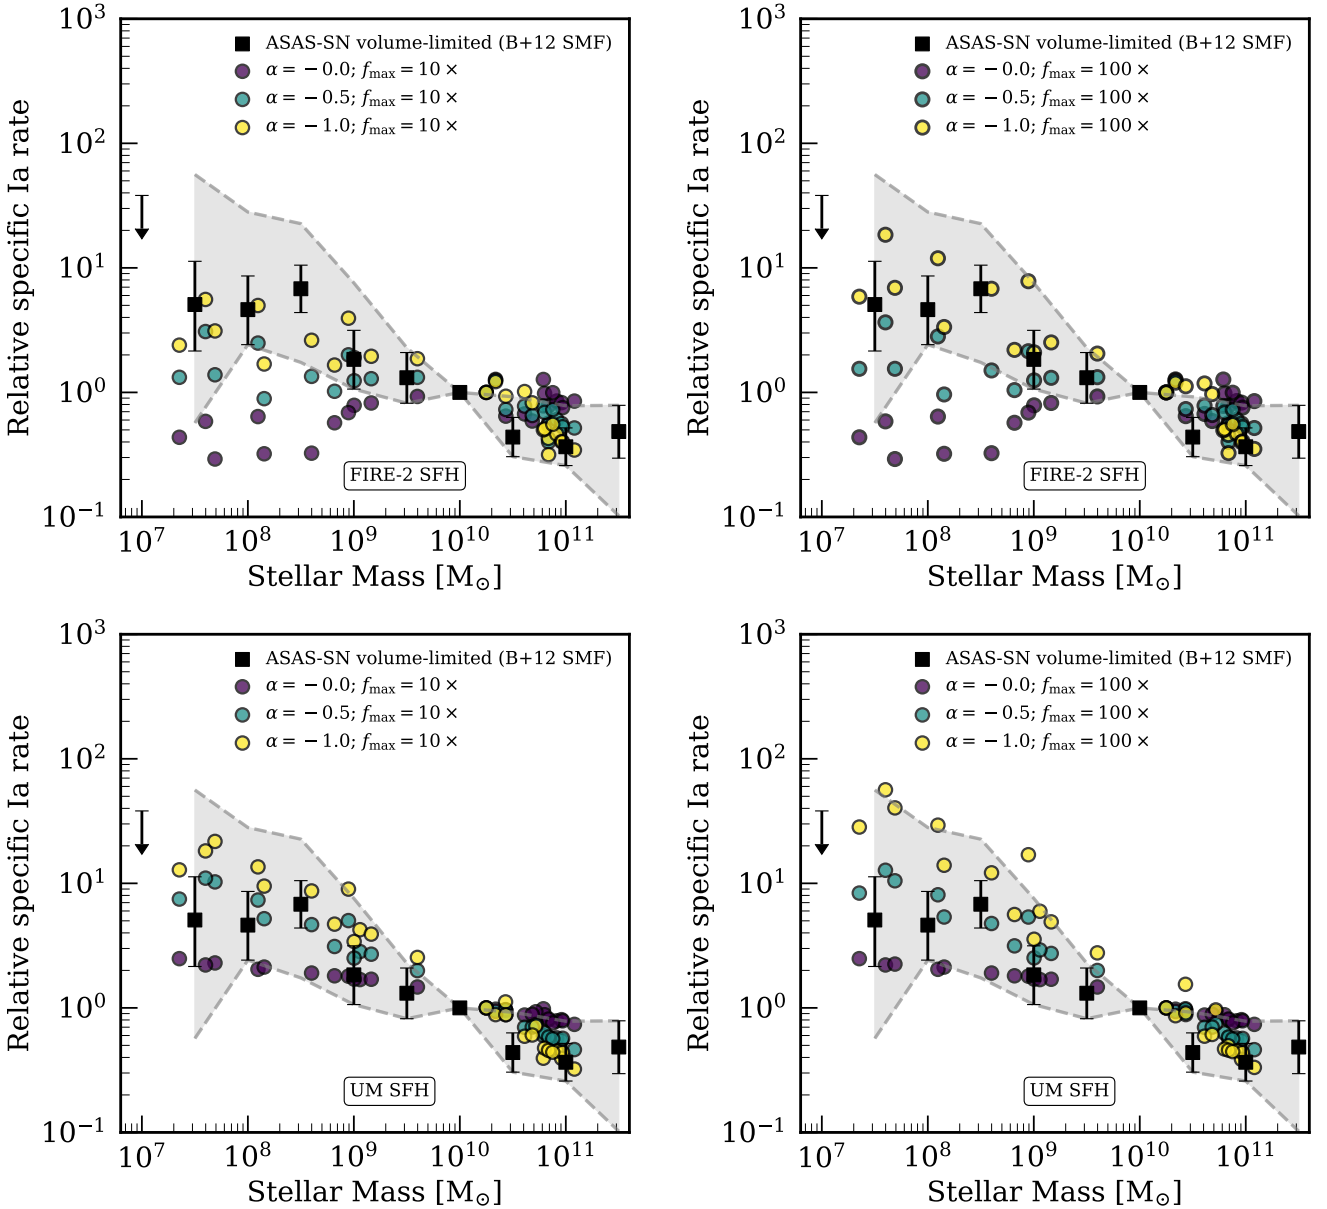 10³
10²
10¹
10⁰
10⁻¹
Relative specific Ia rate
ASAS-SN volume-limited (B+12 SMF)
α = −0.0; f_max = 10 ×
α = −0.5; f_max = 10 ×
α = −1.0; f_max = 10 ×
FIRE-2 SFH
10⁷ 10⁸ 10⁹ 10¹⁰ 10¹¹
Stellar Mass [M⊙]
10³
10²
10¹
10⁰
10⁻¹
Relative specific Ia rate
ASAS-SN volume-limited (B+12 SMF)
α = −0.0; f_max = 100 ×
α = −0.5; f_max = 100 ×
α = −1.0; f_max = 100 ×
FIRE-2 SFH
10⁷ 10⁸ 10⁹ 10¹⁰ 10¹¹
Stellar Mass [M⊙]
10³
10²
10¹
10⁰
10⁻¹
Relative specific Ia rate
ASAS-SN volume-limited (B+12 SMF)
α = −0.0; f_max = 10 ×
α = −0.5; f_max = 10 ×
α = −1.0; f_max = 10 ×
UM SFH
10⁷ 10⁸ 10⁹ 10¹⁰ 10¹¹
Stellar Mass [M⊙]
10³
10²
10¹
10⁰
10⁻¹
Relative specific Ia rate
ASAS-SN volume-limited (B+12 SMF)
α = −0.0; f_max = 100 ×
α = −0.5; f_max = 100 ×
α = −1.0; f_max = 100 ×
UM SFH
10⁷ 10⁸ 10⁹ 10¹⁰ 10¹¹
Stellar Mass [M⊙]